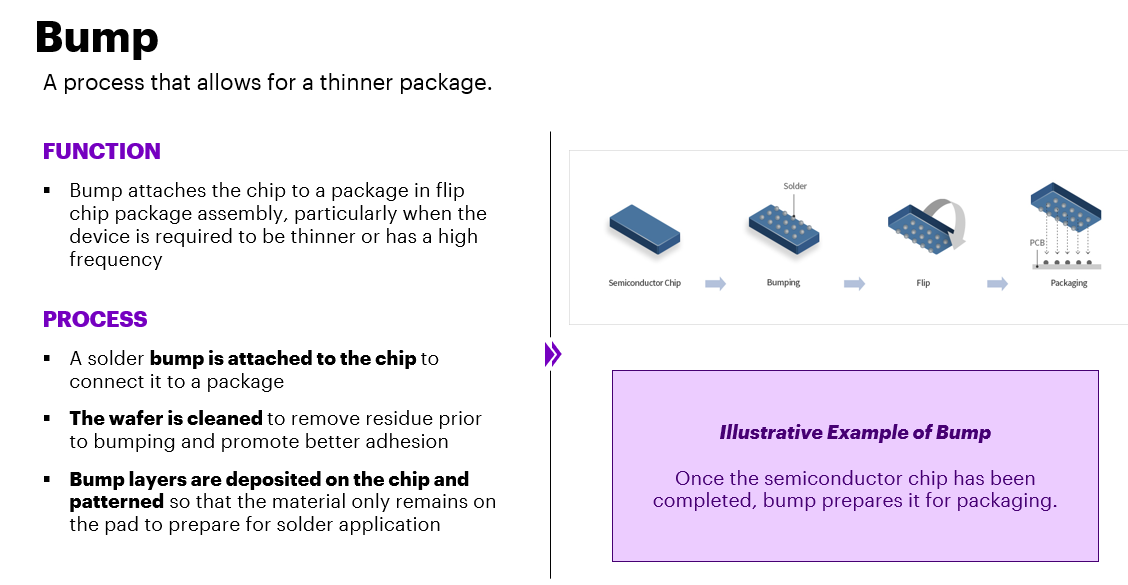 Bump
A process that allows for a thinner package.
FUNCTION
▪ Bump attaches the chip to a package in flip
chip package assembly, particularly when the
device is required to be thinner or has a high
frequency
PROCESS
▪ A solder bump is attached to the chip to
connect it to a package
▪ The wafer is cleaned to remove residue prior
to bumping and promote better adhesion
▪ Bump layers are deposited on the chip and
patterned so that the material only remains on
the pad to prepare for solder application
Solder
PCB
Semiconductor Chip
Bumping
Flip
Packaging
Illustrative Example of Bump
Once the semiconductor chip has been
completed, bump prepares it for packaging.